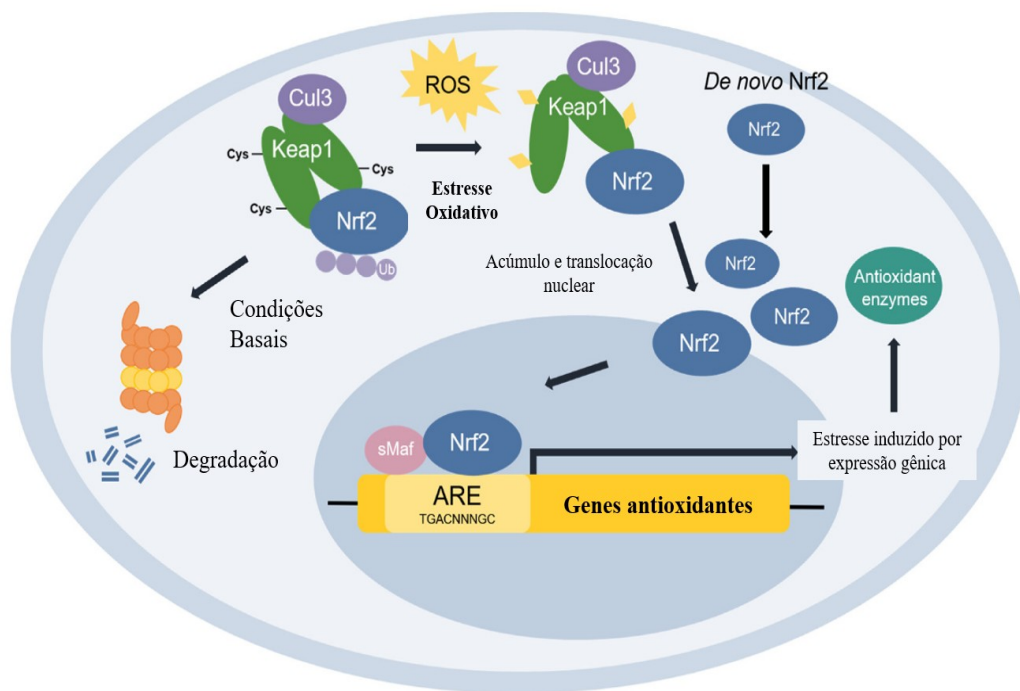 Cul3
Keap1
Cys
Cys
Cys
Nrf2
Ub
ROS
Estresse
Oxidativo
Cul3
Keap1
Nrf2
De novo Nrf2
Nrf2
Acúmulo e translocação
nuclear
Nrf2
Nrf2
Nrf2
Antioxidant
enzymes
Condições
Basais
Degradação
sMaf
Nrf2
ARE
TGACNNNGC
Genes antioxidantes
Estresse induzido por
expressão gênica